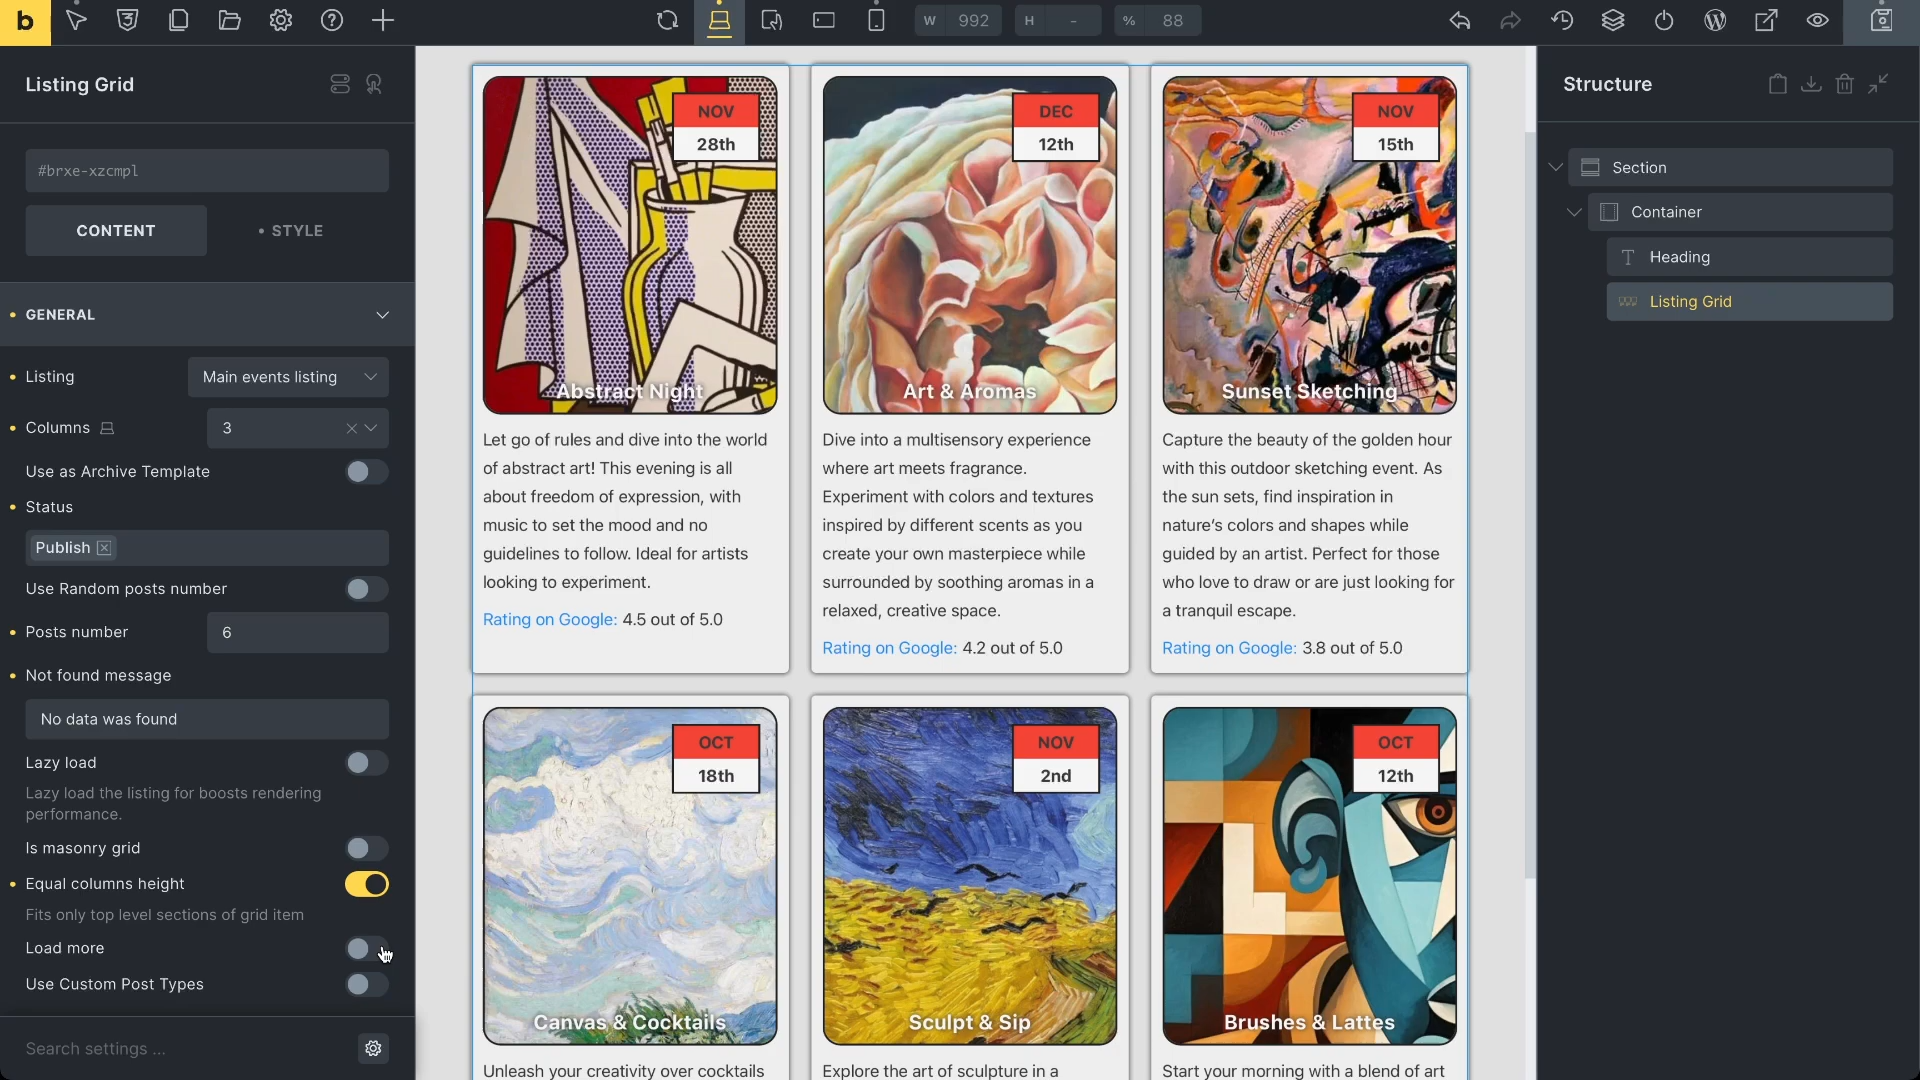 b
W 992
H -
% 88
Listing Grid
#brxe-xzcmpl
CONTENT
STYLE
GENERAL
Listing
Main events listing
Columns
3
Use as Archive Template
Status
Publish
Use Random posts number
Posts number
6
Not found message
No data was found
Lazy load
Lazy load the listing for boosts rendering
performance.
Is masonry grid
Equal columns height
Fits only top level sections of grid item
Load more
Use Custom Post Types
Search settings ...
NOV
28th
Abstract Night
Let go of rules and dive into the world
of abstract art! This evening is all
about freedom of expression, with
music to set the mood and no
guidelines to follow. Ideal for artists
looking to experiment.
Rating on Google: 4.5 out of 5.0
DEC
12th
Art & Aromas
Dive into a multisensory experience
where art meets fragrance.
Experiment with colors and textures
inspired by different scents as you
create your own masterpiece while
surrounded by soothing aromas in a
relaxed, creative space.
Rating on Google: 4.2 out of 5.0
NOV
15th
Sunset Sketching
Capture the beauty of the golden hour
with this outdoor sketching event. As
the sun sets, find inspiration in
nature's colors and shapes while
guided by an artist. Perfect for those
who love to draw or are just looking for
a tranquil escape.
Rating on Google: 3.8 out of 5.0
OCT
18th
Canvas & Cocktails
Unleash your creativity over cocktails
NOV
2nd
Sculpt & Sip
Explore the art of sculpture in a
OCT
12th
Brushes & Lattes
Start your morning with a blend of art
Structure
Section
Container
Heading
Listing Grid